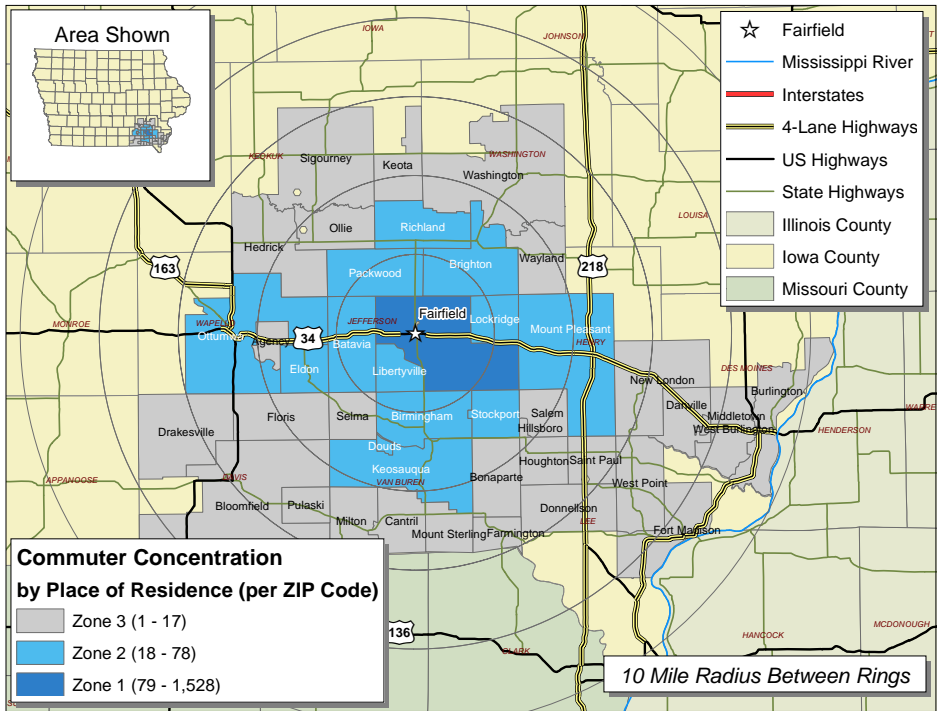 Area Shown
Fairfield
Mississippi River
Interstates
4-Lane Highways
US Highways
State Highways
Illinois County
Iowa County
Missouri County
IOWA
JOHNSON
KEOKUK
Sigourney
Keota
WASHINGTON
Washington
LOUISA
Ollie
Richland
Hedrick
Wayland
Brighton
Packwood
163
218
Fairfield
JEFFERSON
Lockridge
Mount Pleasant
MONROE
WAPELLO
Ottumwa
Agency
34
Batavia
HENRY
Eldon
Libertyville
DES MOINES
New London
Burlington
Danville
Middletown
West Burlington
WARRE
HENDERSON
Drakesville
Floris
Selma
Birmingham
Stockport
Salem
Hillsboro
Douds
Keosauqua
VAN BUREN
Houghton
Saint Paul
Bonaparte
West Point
APPANOOSE
DAVIS
Bloomfield
Pulaski
Milton
Cantril
Donnellson
LEE
Mount Sterling
Farmington
Fort Madison
MCDONOUGH
HANCOCK
136
CLARK
Commuter Concentration
by Place of Residence (per ZIP Code)
Zone 3 (1 - 17)
Zone 2 (18 - 78)
Zone 1 (79 - 1,528)
10 Mile Radius Between Rings